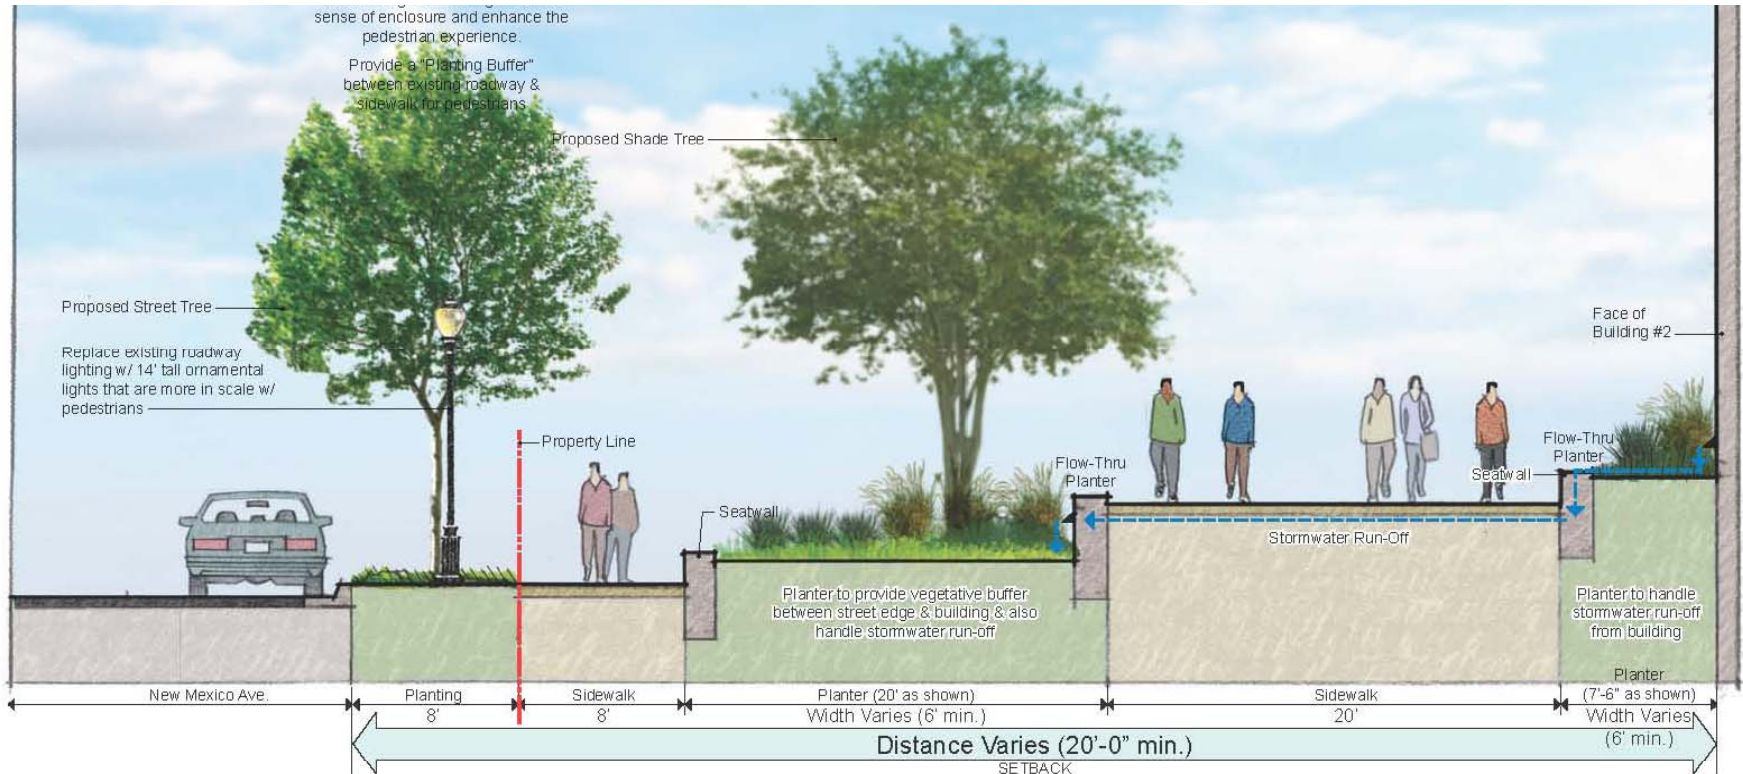 sense of enclosure and enhance the
pedestrian experience.
Provide a "Planting Buffer"
between existing roadway &
sidewalk for pedestrians
Proposed Shade Tree
Proposed Street Tree
Replace existing roadway
lighting w/ 14' tall ornamental
lights that are more in scale w/
pedestrians
Face of
Building #2
Property Line
Flow-Thru
Planter
Seatwall
Flow-Thru
Planter
Seatwall
Stormwater Run-Off
Planter to provide vegetative buffer
between street edge & building & also
handle stormwater run-off
Planter to handle
stormwater run-off
from building
New Mexico Ave.
Planting
8'
Sidewalk
8'
Planter (20' as shown)
Width Varies (6' min.)
Sidewalk
20'
Planter
(7'-6" as shown)
Width Varies
(6' min.)
Distance Varies (20'-0" min.)
SETBACK